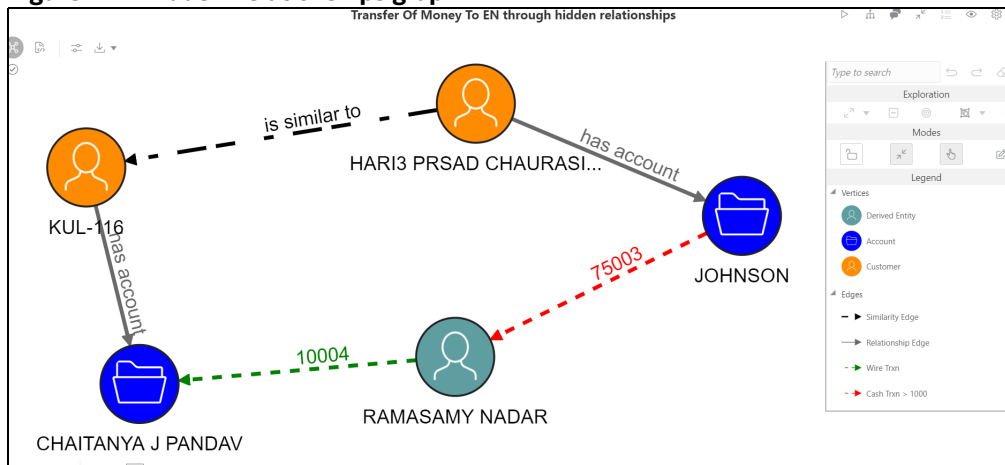 Transfer Of Money To EN through hidden relationships
Type to search
Exploration
Modes
Legend
Vertices
Derived Entity
Account
Customer
Edges
Similarity Edge
Relationship Edge
Wire Trxn
Cash Trxn > 1000
is similar to
HARI3 PRSAD CHAURASI...
has account
KUL-116
has account
JOHNSON
75003
10004
RAMASAMY NADAR
CHAITANYA J PANDAV